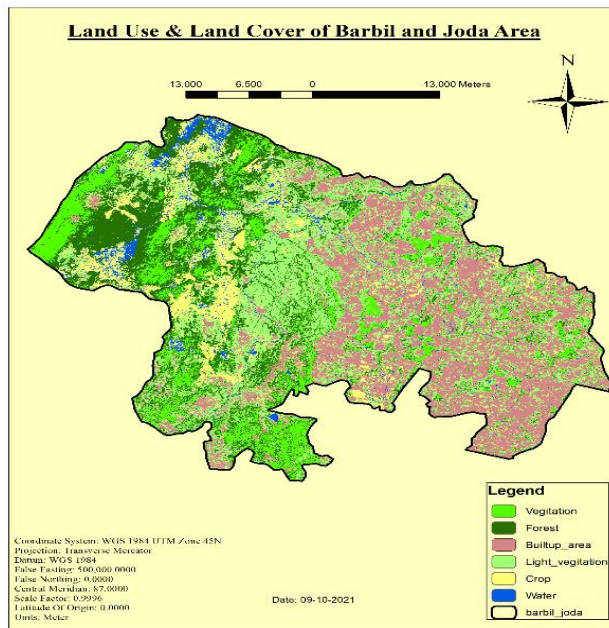 Land Use & Land Cover of Barbil and Joda Area
N
13,000 6,500 0 13,000 Meters
Legend
Vegitation
Forest
Builtup_area
Light_vegitation
Crop
Water
barbil_joda
Coordinate System: WGS 1984 UTM Zone 45N
Projection: Transverse Mercator
Datum: WGS 1984
False Easting: 500,000.0000
False Northing: 0.0000
Central Meridian: 87.0000
Scale Factor: 0.9996
Latitude Of Origin: 0.0000
Units: Meter
Date: 09-10-2021